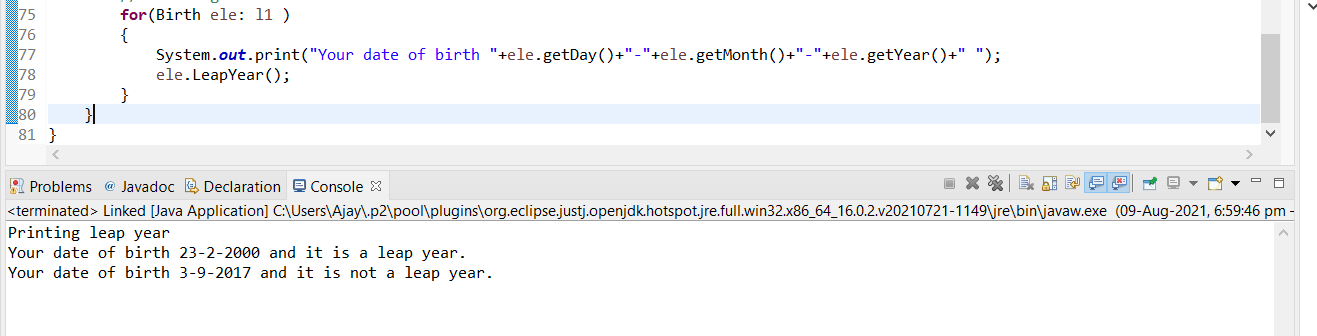 75 for(Birth ele: l1 )
76 {
77 System.out.print("Your date of birth "+ele.getDay()+"-"+ele.getMonth()+"-"+ele.getYear()+" ");
78 ele.LeapYear();
79 }
80 }
81 }
Problems @ Javadoc Declaration Console
<terminated> Linked [Java Application] C:\Users\Ajay\.p2\pool\plugins\org.eclipse.justj.openjdk.hotspot.jre.full.win32.x86_64_16.0.2.v20210721-1149\jre\bin\javaw.exe (09-Aug-2021, 6:59:46 pm –
Printing leap year
Your date of birth 23-2-2000 and it is a leap year.
Your date of birth 3-9-2017 and it is not a leap year.